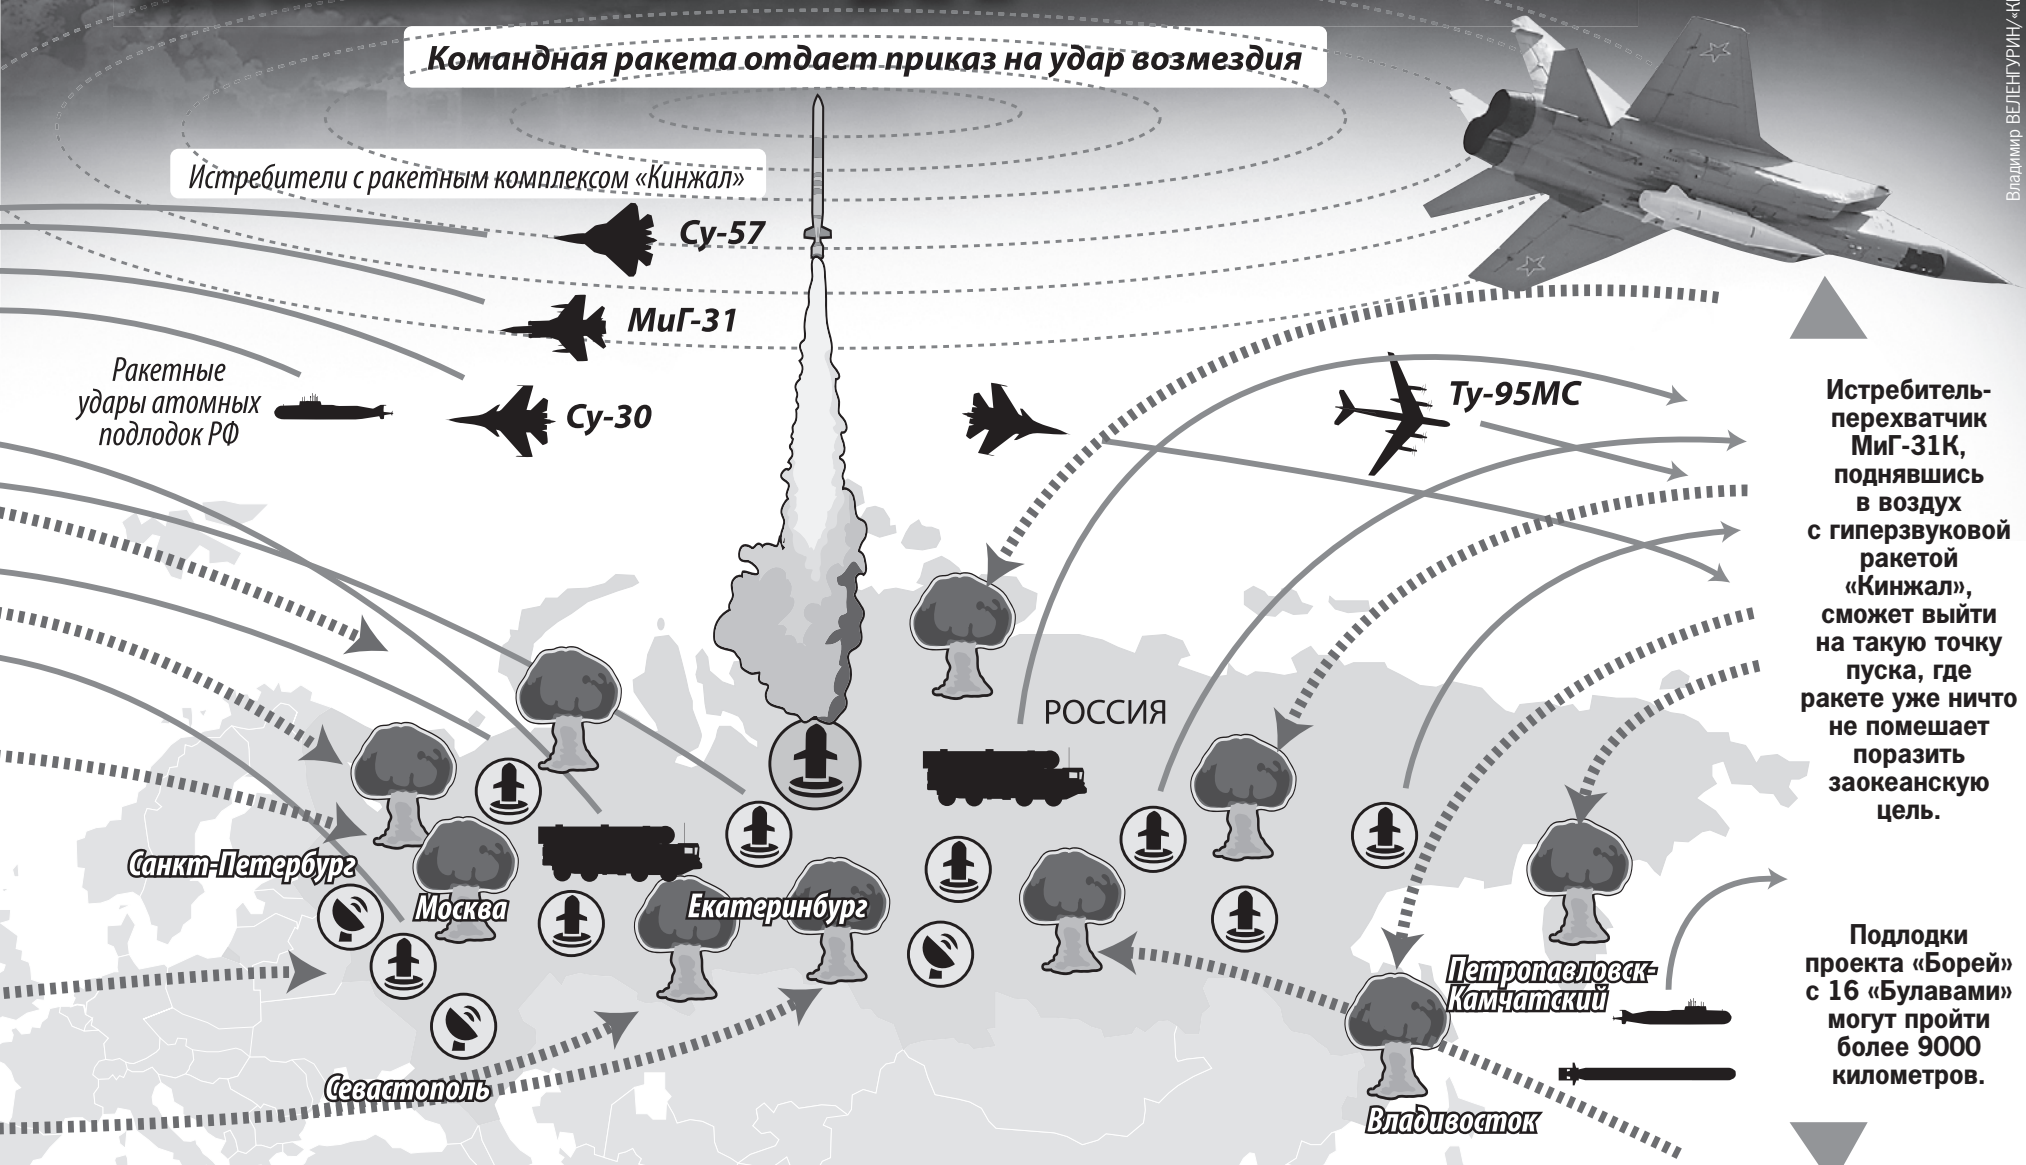 Командная ракета отдает приказ на удар возмездия
Владимир ВЕЛЕНГУРИН/«К
Истребители с ракетным комплексом «Кинжал»
Су-57
МиГ-31
Су-30
Ракетные
удары атомных
подлодок РФ
Ту-95МС
Истребитель-
перехватчик
МиГ-31К,
поднявшись
в воздух
с гиперзвуковой
ракетой
«Кинжал»,
сможет выйти
на такую точку
пуска, где
ракете уже ничто
не помешает
поразить
заокеанскую
цель.
РОССИЯ
Санкт-Петербург
Москва
Екатеринбург
Севастополь
Петропавловск-
Камчатский
Владивосток
Подлодки
проекта «Борей»
с 16 «Булавами»
могут пройти
более 9000
километров.